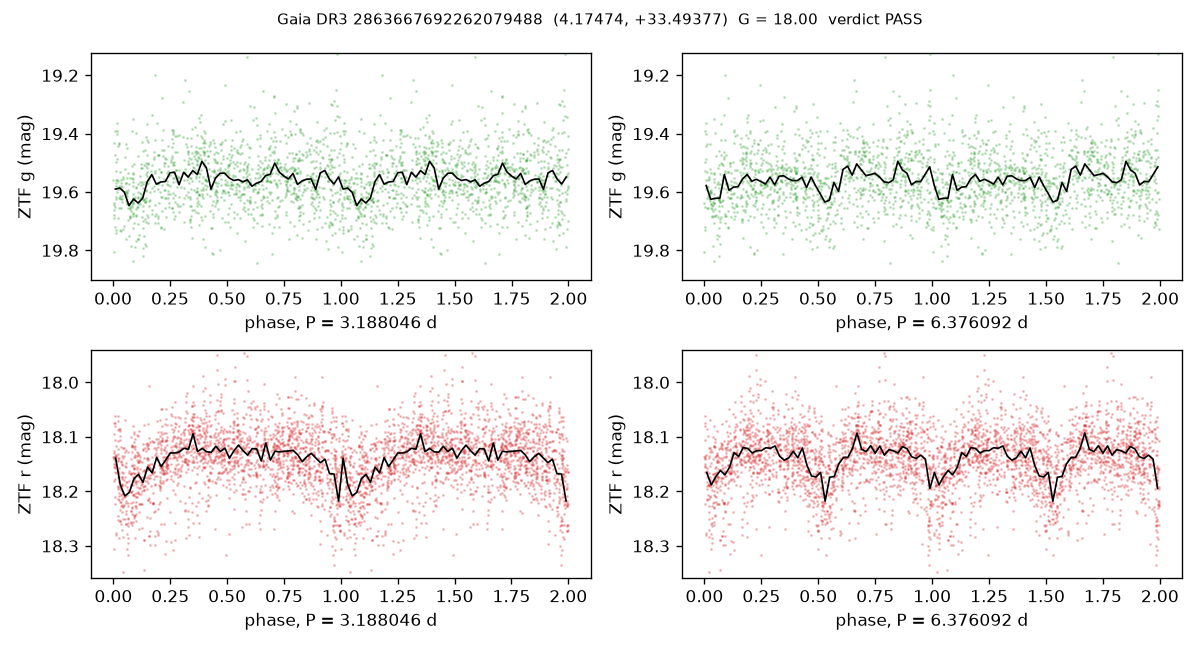 Gaia DR3 2863667692262079488 (4.17474, +33.49377) G = 18.00 verdict PASS
ZTF g (mag)
19.2
19.4
19.6
19.8
0.00 0.25 0.50 0.75 1.00 1.25 1.50 1.75 2.00
phase, P = 3.188046 d
ZTF g (mag)
19.2
19.4
19.6
19.8
0.00 0.25 0.50 0.75 1.00 1.25 1.50 1.75 2.00
phase, P = 6.376092 d
ZTF r (mag)
18.0
18.1
18.2
18.3
0.00 0.25 0.50 0.75 1.00 1.25 1.50 1.75 2.00
phase, P = 3.188046 d
ZTF r (mag)
18.0
18.1
18.2
18.3
0.00 0.25 0.50 0.75 1.00 1.25 1.50 1.75 2.00
phase, P = 6.376092 d